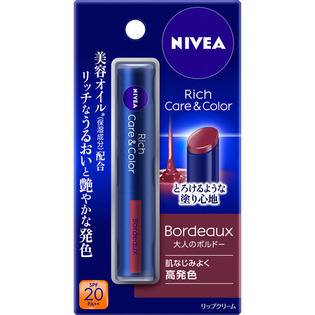 NIVEA
Rich
Care & Color
美容オイル(保湿成分)配合
リッチなうるおいと艶やかな発色
NIVEA
Rich
Care & Color
Bordeaux
とろけるような
塗り心地
Bordeaux
大人のボルドー
肌なじみよく
高発色
SPF
20
PA++
リップクリーム